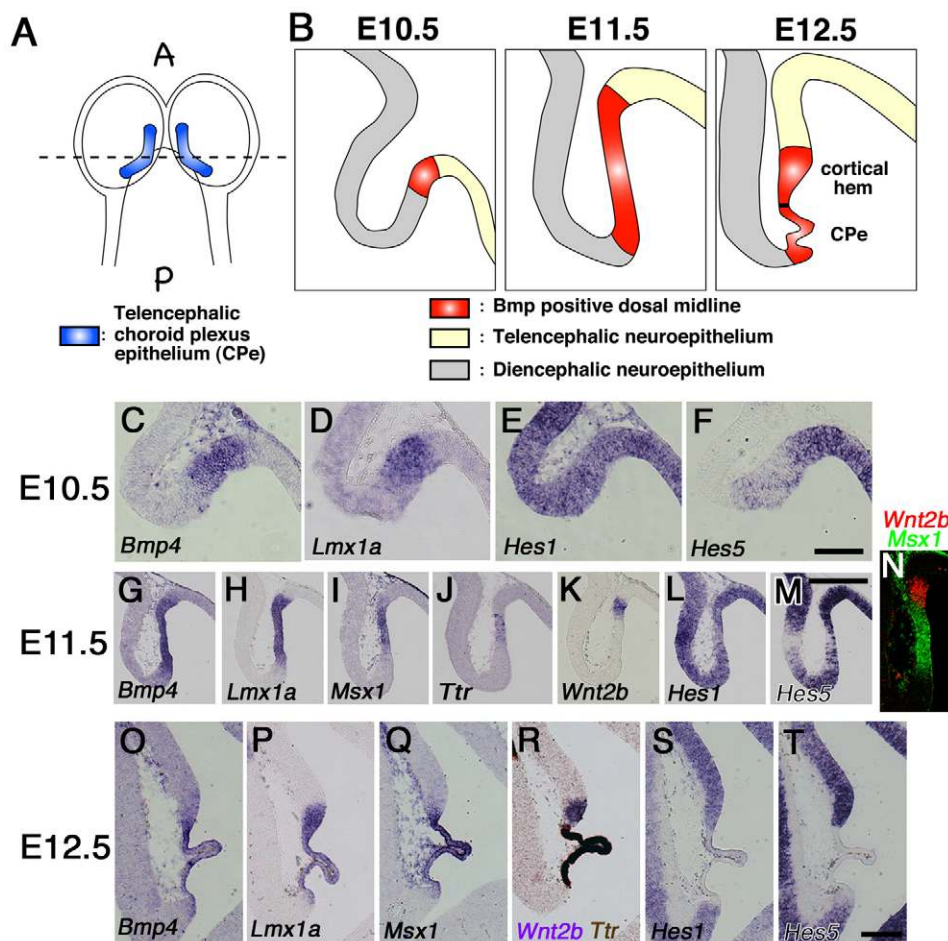 A
A
P
Telencephalic
: choroid plexus
epithelium (CPe)
B
E10.5
E11.5
E12.5
cortical
hem
CPe
: Bmp positive dosal midline
: Telencephalic neuroepithelium
: Diencephalic neuroepithelium
E10.5
C
Bmp4
D
Lmx1a
E
Hes1
F
Hes5
E11.5
G
Bmp4
H
Lmx1a
I
Msx1
J
Ttr
K
Wnt2b
L
Hes1
M
Hes5
Wnt2b
Msx1
N
E12.5
O
Bmp4
P
Lmx1a
Q
Msx1
R
Wnt2b Ttr
S
Hes1
T
Hes5